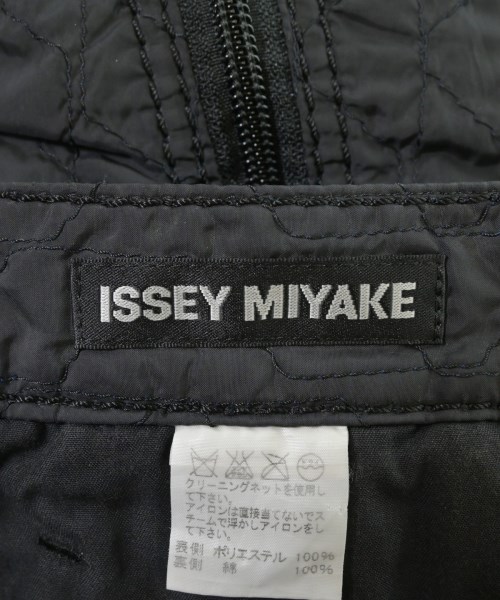 ISSEY MIYAKE
クリーニングネットを使用し
て下さい。
アイロンは直接当てないでス
チームで浮かしアイロンをし
て下さい。
表側 ポリエステル 100%
裏側 綿 100%